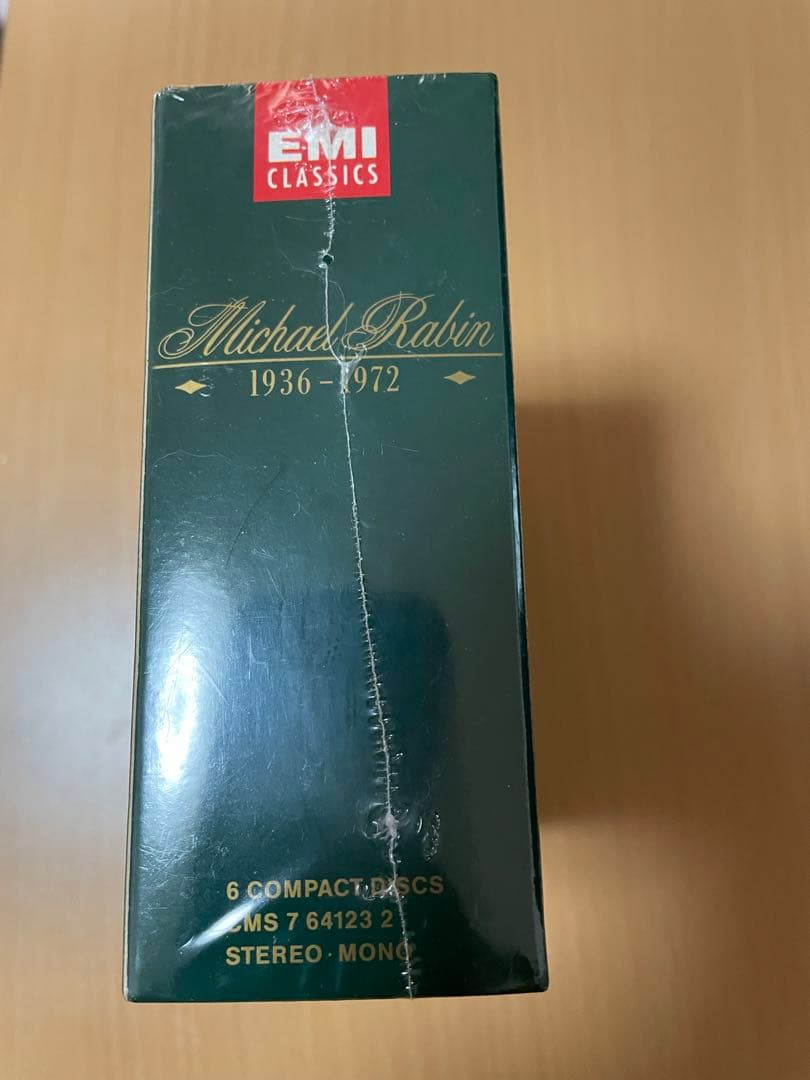 EMI
CLASSICS
Michael Rabin
1936 – 1972
6 COMPACT DISCS
CMS 7 64123 2
STEREO · MONO